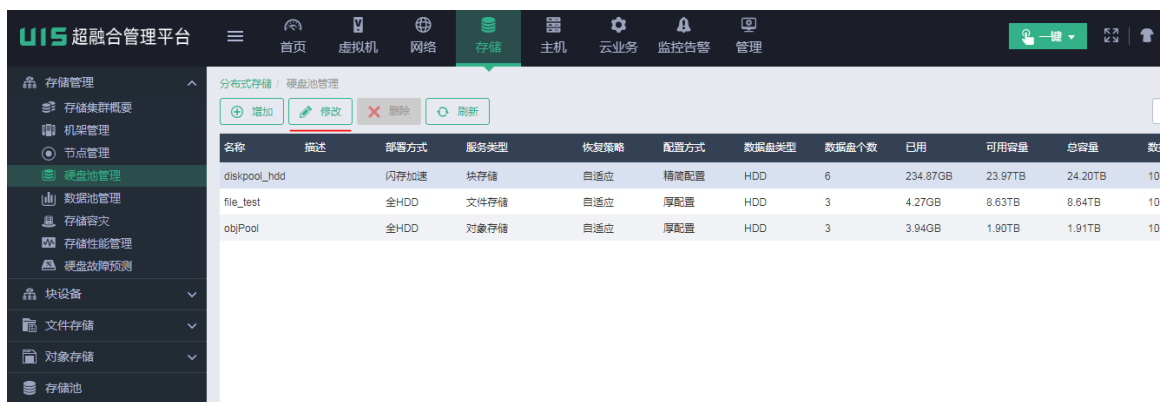 UIS 超融合管理平台
首页 虚拟机 网络 存储 主机 云业务 监控告警 管理 一键
存储管理
存储集群概要
机架管理
节点管理
硬盘池管理
数据池管理
存储容灾
存储性能管理
硬盘故障预测
块设备
文件存储
对象存储
存储池
分布式存储 / 硬盘池管理
增加 修改 删除 刷新
名称 描述 部署方式 服务类型 恢复策略 配置方式 数据盘类型 数据盘个数 已用 可用容量 总容量 数
diskpool_hdd 闪存加速 块存储 自适应 精简配置 HDD 6 234.87GB 23.97TB 24.20TB 10
file_test 全HDD 文件存储 自适应 厚配置 HDD 3 4.27GB 8.63TB 8.64TB 10
objPool 全HDD 对象存储 自适应 厚配置 HDD 3 3.94GB 1.90TB 1.91TB 10